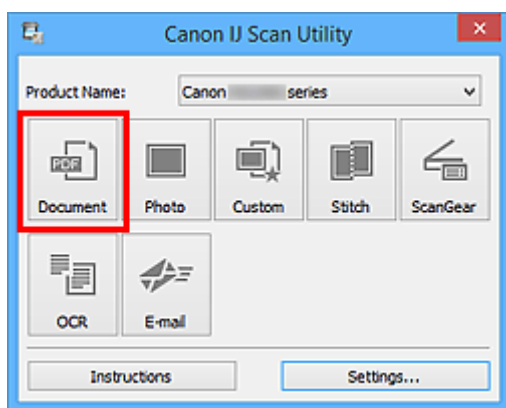 Canon IJ Scan Utility
Product Name: Canon series
PDF
Document Photo Custom Stitch ScanGear
OCR E-mail
Instructions Settings...